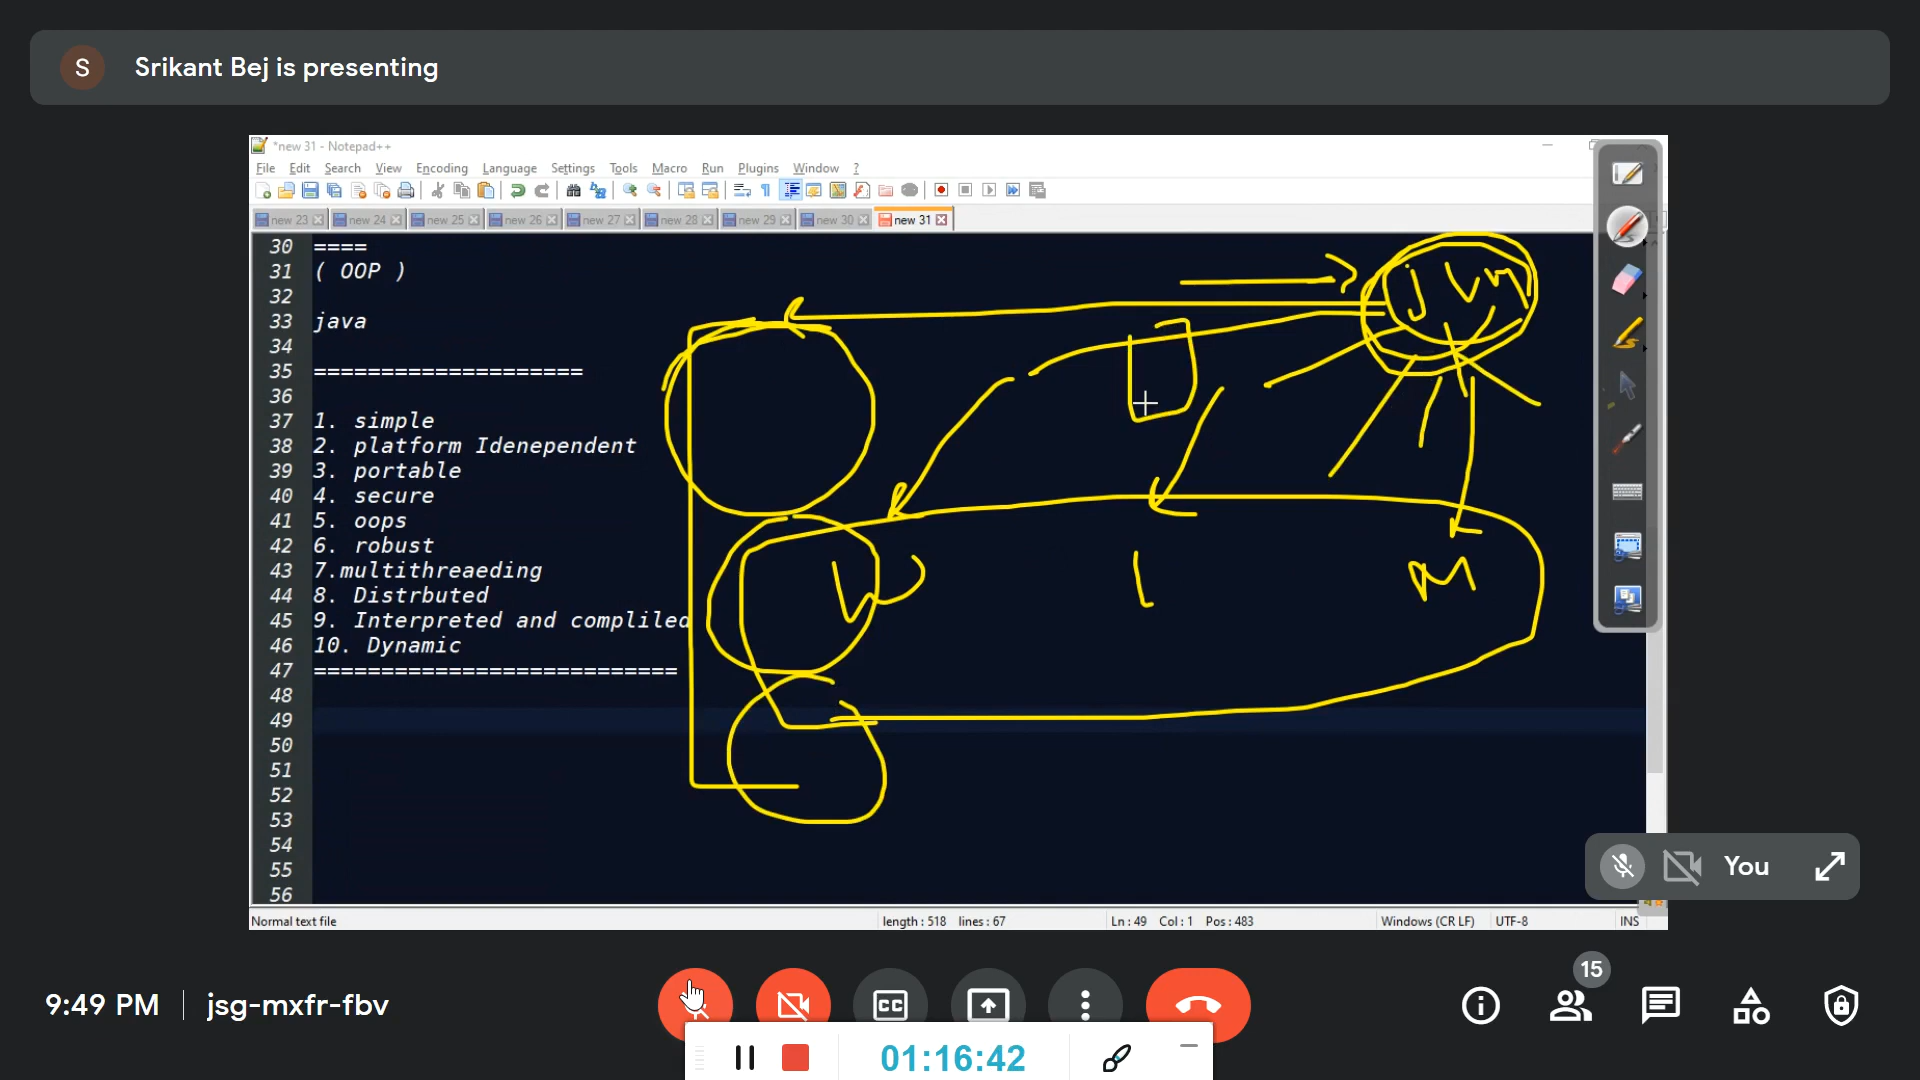 S Srikant Bej is presenting
*new 31 - Notepad++
File Edit Search View Encoding Language Settings Tools Macro Run Plugins Window ?
new 23 new 24 new 25 new 26 new 27 new 28 new 29 new 30 new 31
30 ====
31 ( OOP )
32
33 java
34
35 ====================
36
37 1. simple
38 2. platform Idenependent
39 3. portable
40 4. secure
41 5. oops
42 6. robust
43 7.multithreaeding
44 8. Distrbuted
45 9. Interpreted and compliled
46 10. Dynamic
47 ===========================
48
49
50
51
52
53
54
55
56
JVM
W L M
You
Normal text file length : 518 lines : 67 Ln : 49 Col : 1 Pos : 483 Windows (CR LF) UTF-8 INS
15
9:49 PM jsg-mxfr-fbv
CC
01:16:42